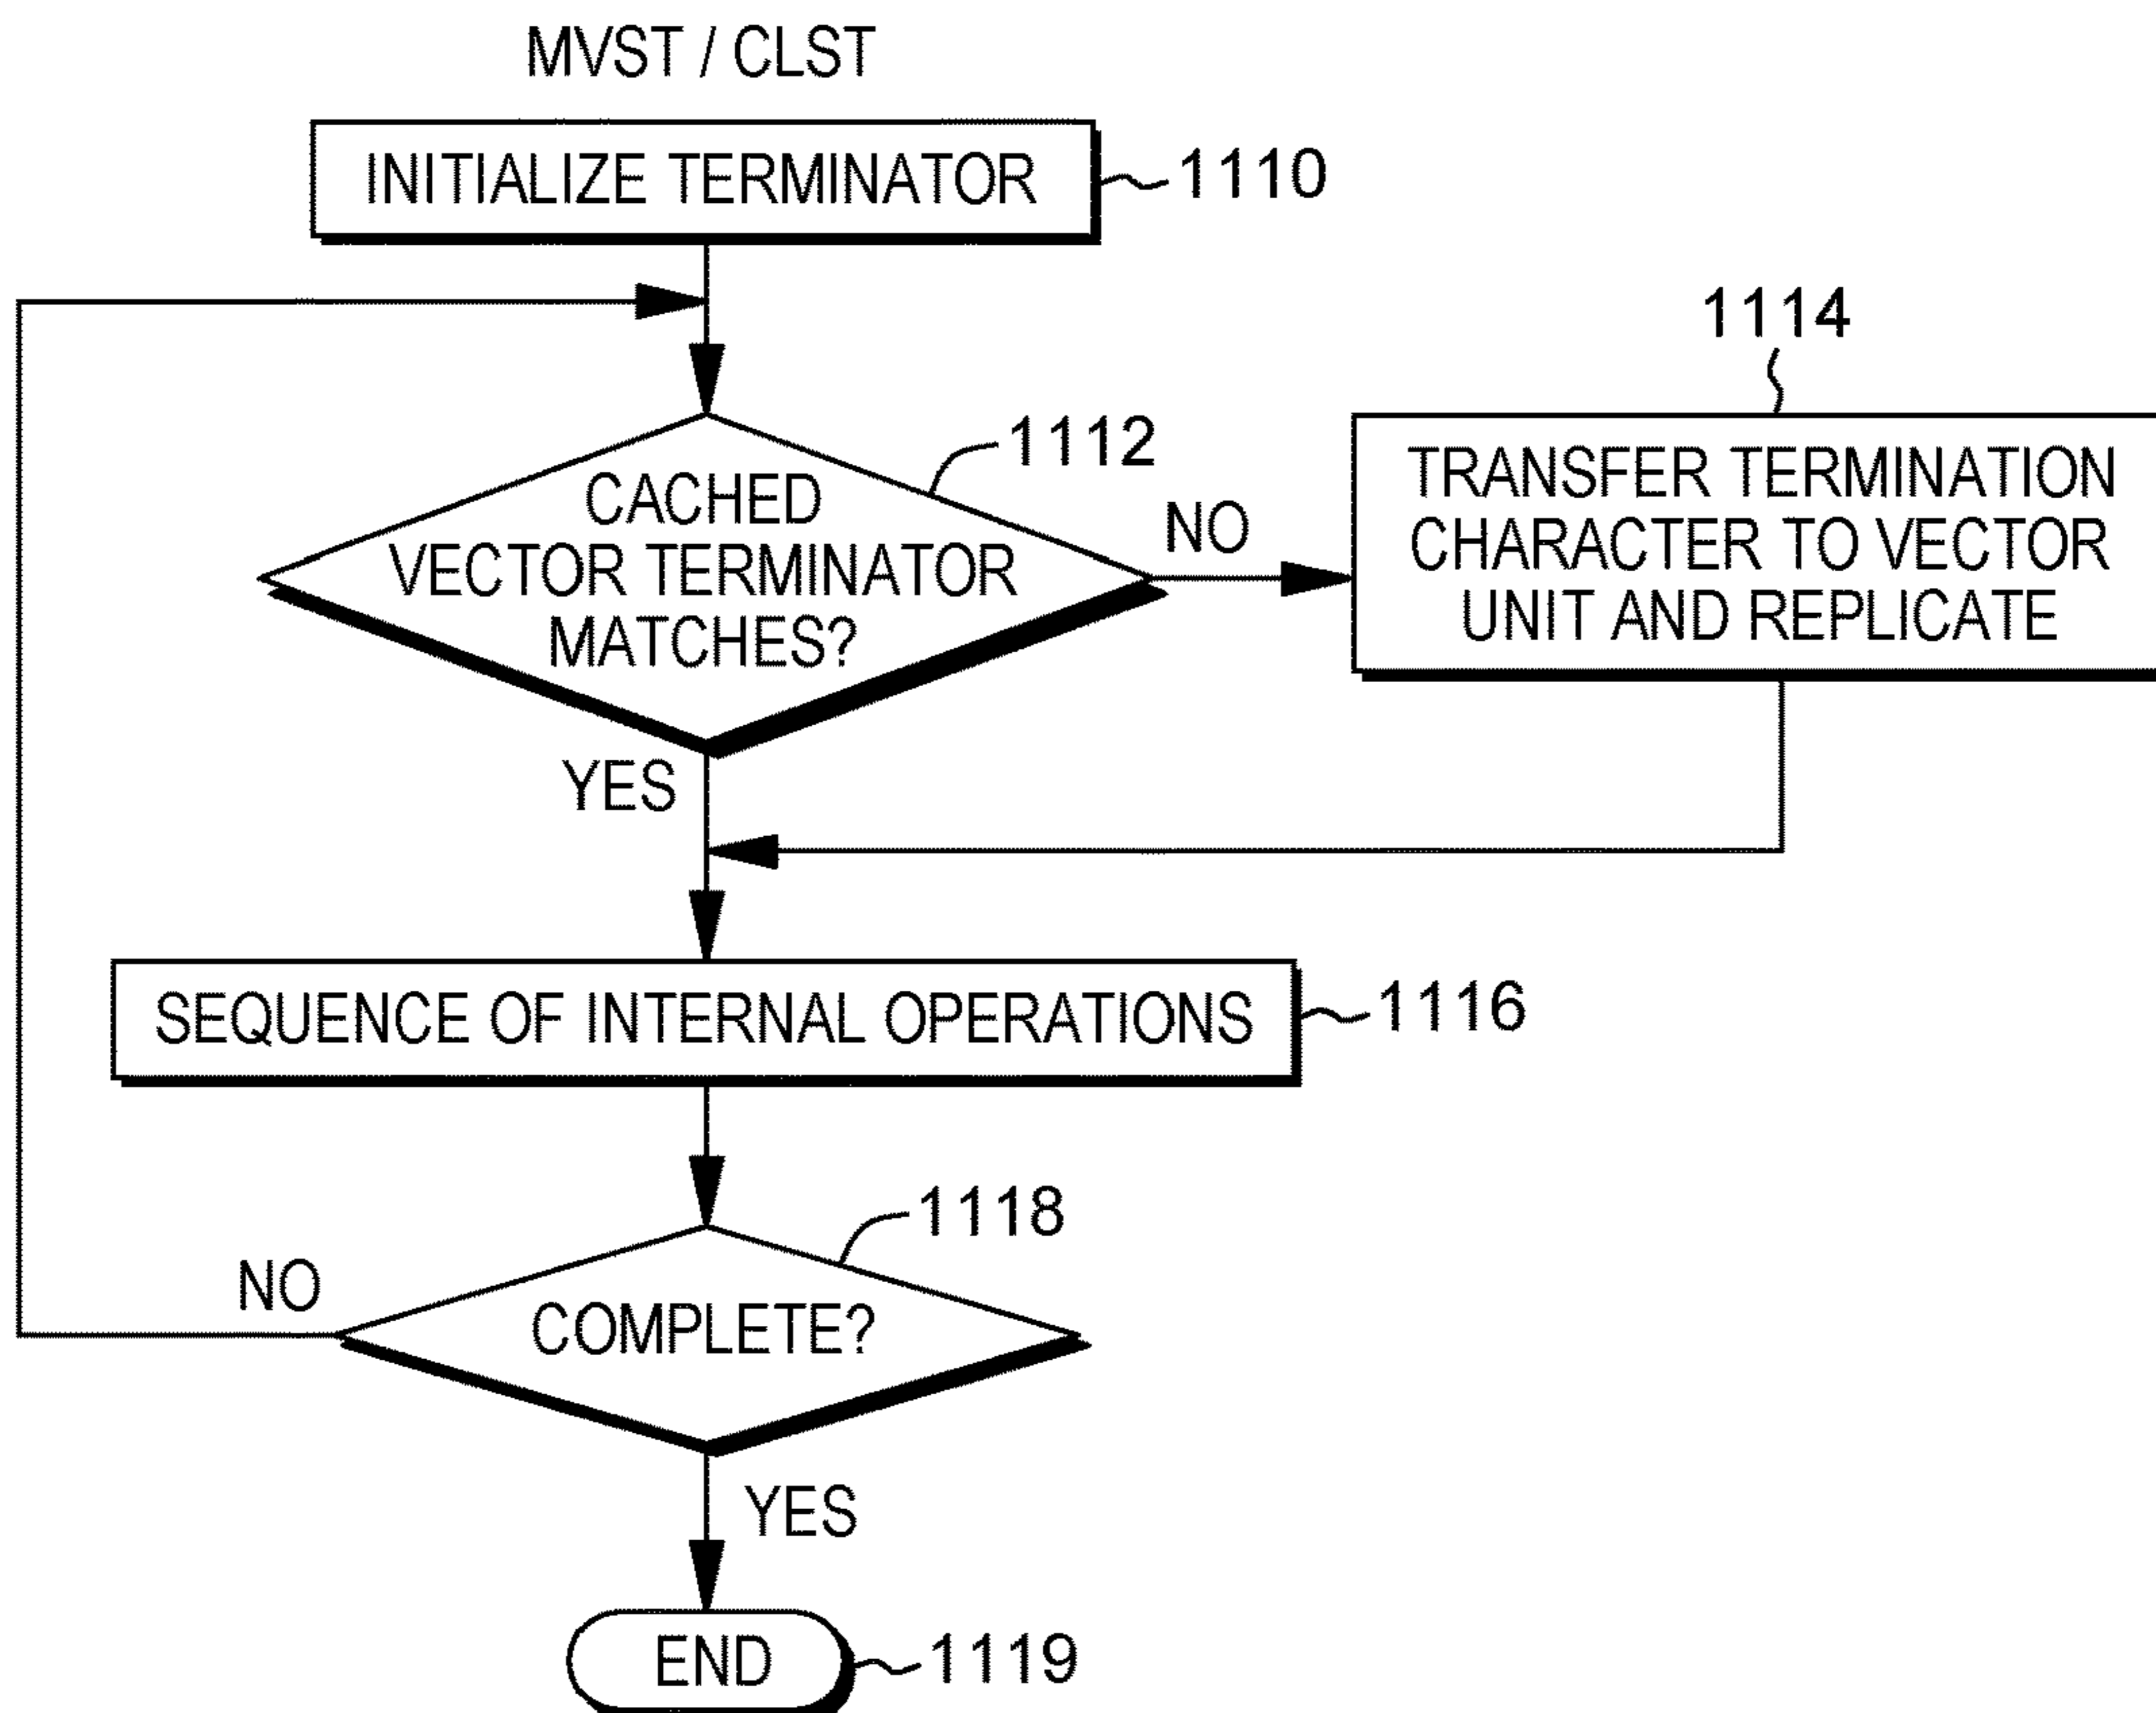 MVST / CLST
INITIALIZE TERMINATOR
1110
1114
1112
CACHED
VECTOR TERMINATOR
MATCHES?
NO
TRANSFER TERMINATION
CHARACTER TO VECTOR
UNIT AND REPLICATE
YES
SEQUENCE OF INTERNAL OPERATIONS
1116
1118
NO
COMPLETE?
YES
END
1119